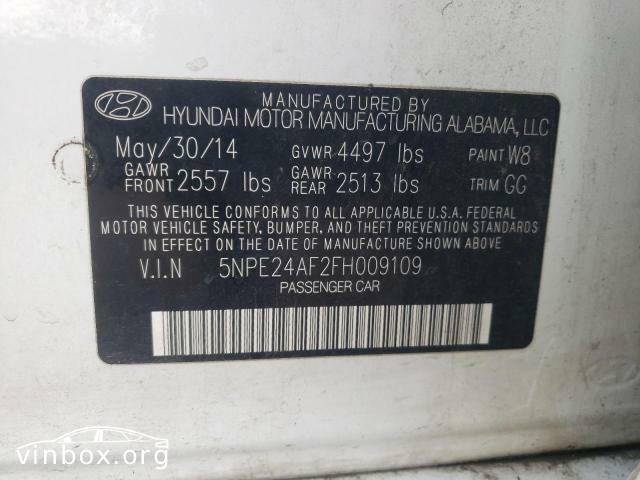 MANUFACTURED BY
HYUNDAI MOTOR MANUFACTURING ALABAMA, LLC
May/30/14 GVWR 4497 lbs PAINT W8
GAWR FRONT 2557 lbs GAWR REAR 2513 lbs TRIM GG
THIS VEHICLE CONFORMS TO ALL APPLICABLE U.S.A. FEDERAL
MOTOR VEHICLE SAFETY, BUMPER, AND THEFT PREVENTION STANDARDS
IN EFFECT ON THE DATE OF MANUFACTURE SHOWN ABOVE.
V.I.N 5NPE24AF2FH009109
PASSENGER CAR
vinbox.org